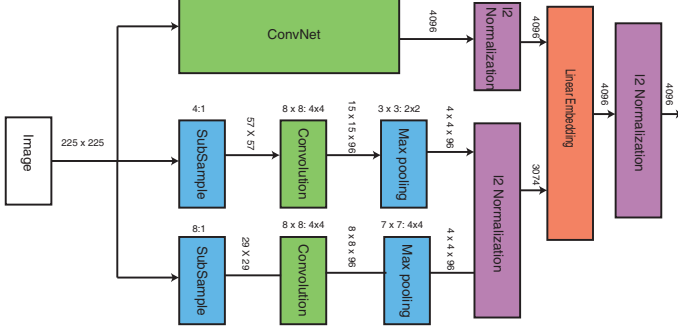 Image
225 x 225
ConvNet
4096
l2
Normalization
4096
4:1
SubSample
57 X 57
8 x 8: 4x4
Convolution
15 x 15 x 96
3 x 3: 2x2
Max pooling
4 x 4 x 96
8:1
SubSample
29 X 29
8 x 8: 4x4
Convolution
8 x 8 x 96
7 x 7: 4x4
Max pooling
4 x 4 x 96
l2 Normalization
3074
Linear Embedding
4096
l2 Normalization
4096